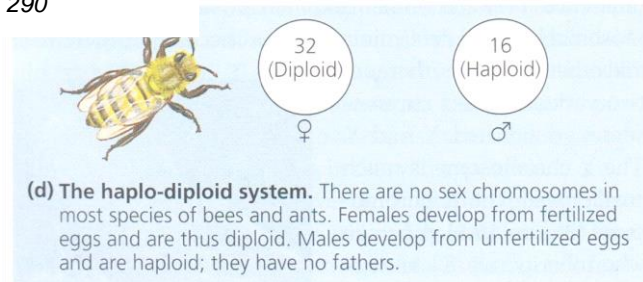 290
32
(Diploid)
16
(Haploid)
♀
♂
(d) The haplo-diploid system. There are no sex chromosomes in
most species of bees and ants. Females develop from fertilized
eggs and are thus diploid. Males develop from unfertilized eggs
and are haploid; they have no fathers.